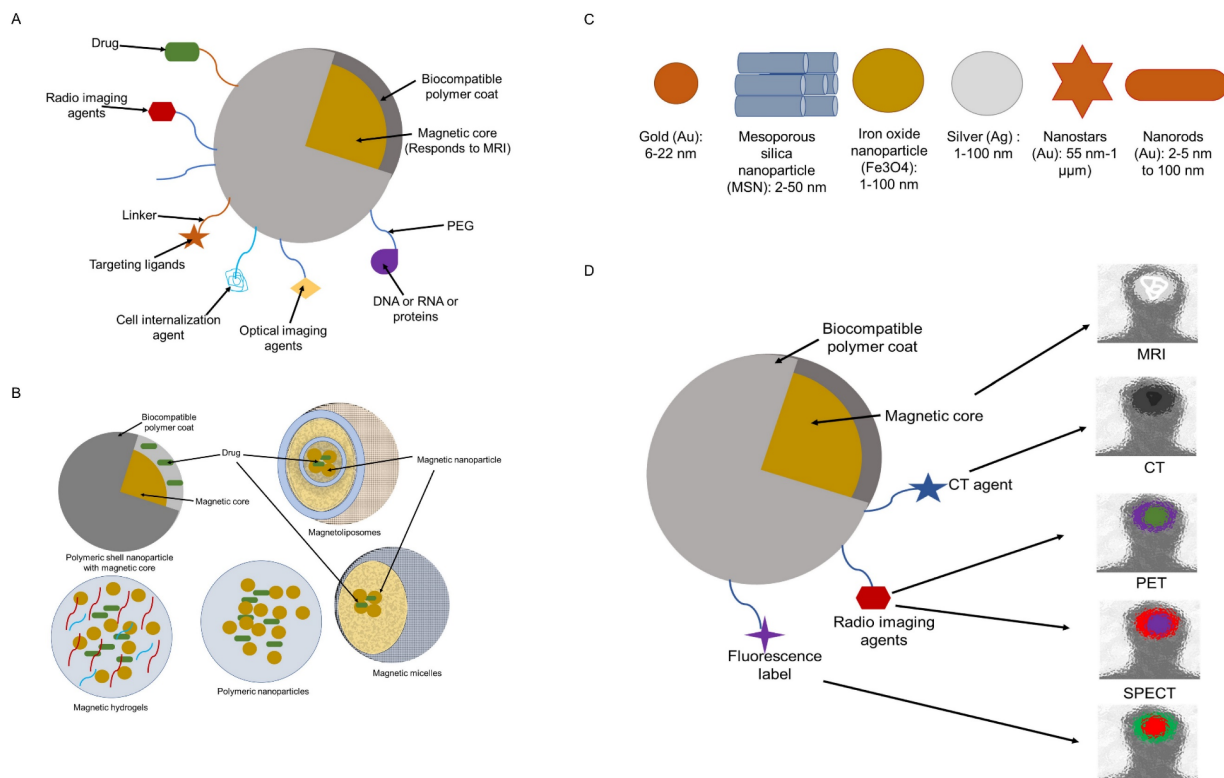 A
Drug
Radio imaging
agents
Linker
Targeting ligands
Cell internalization
agent
Optical imaging
agents
DNA or RNA or
proteins
PEG
Biocompatible
polymer coat
Magnetic core
(Responds to MRI)
B
Biocompatible
polymer coat
Drug
Magnetic core
Polymeric shell nanoparticle
with magnetic core
Magnetic nanoparticle
Magnetoliposomes
Magnetic hydrogels
Polymeric nanoparticles
Magnetic micelles
C
Gold (Au):
6-22 nm
Mesoporous
silica
nanoparticle
(MSN): 2-50 nm
Iron oxide
nanoparticle
(Fe3O4):
1-100 nm
Silver (Ag) :
1-100nm
Nanostars
(Au): 55 nm-1
µµm)
Nanorods
(Au): 2-5 nm
to 100 nm
D
Biocompatible
polymer coat
Magnetic core
CT agent
Radio imaging
agents
Fluorescence
label
MRI
CT
PET
SPECT